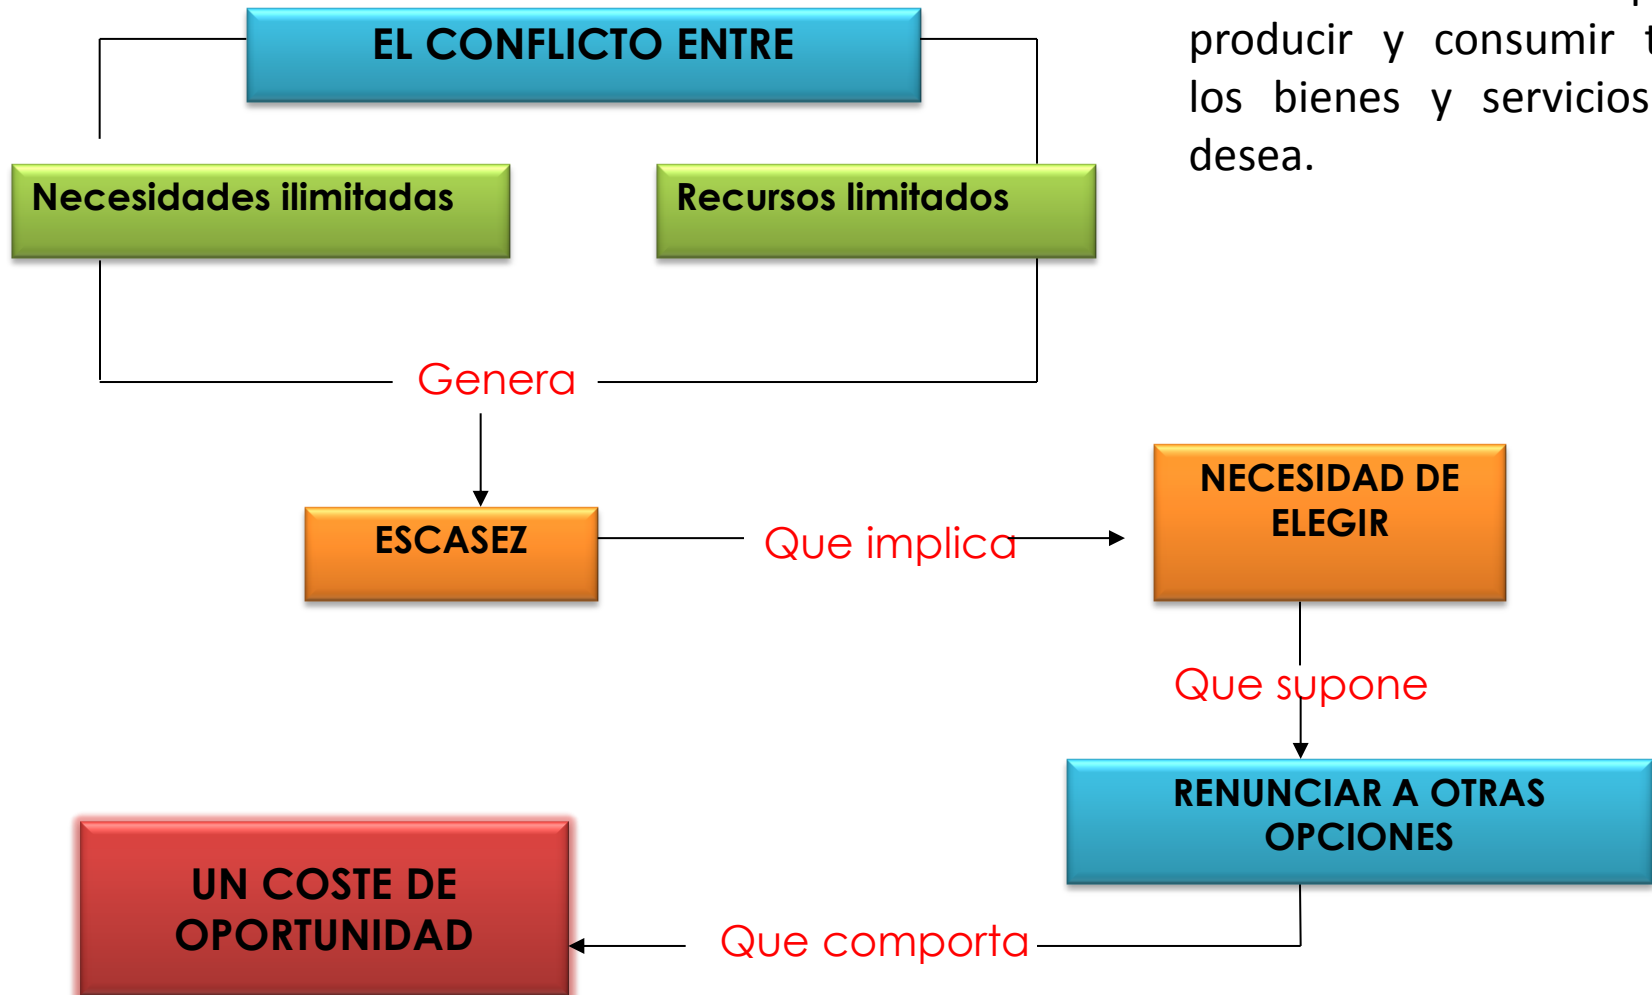 EL CONFLICTO ENTRE
producir y consumir
los bienes y servicios
desea.
Necesidades ilimitadas
Recursos limitados
Genera
ESCASEZ
Que implica
NECESIDAD DE
ELEGIR
Que supone
RENUNCIAR A OTRAS
OPCIONES
Que comporta
UN COSTE DE
OPORTUNIDAD